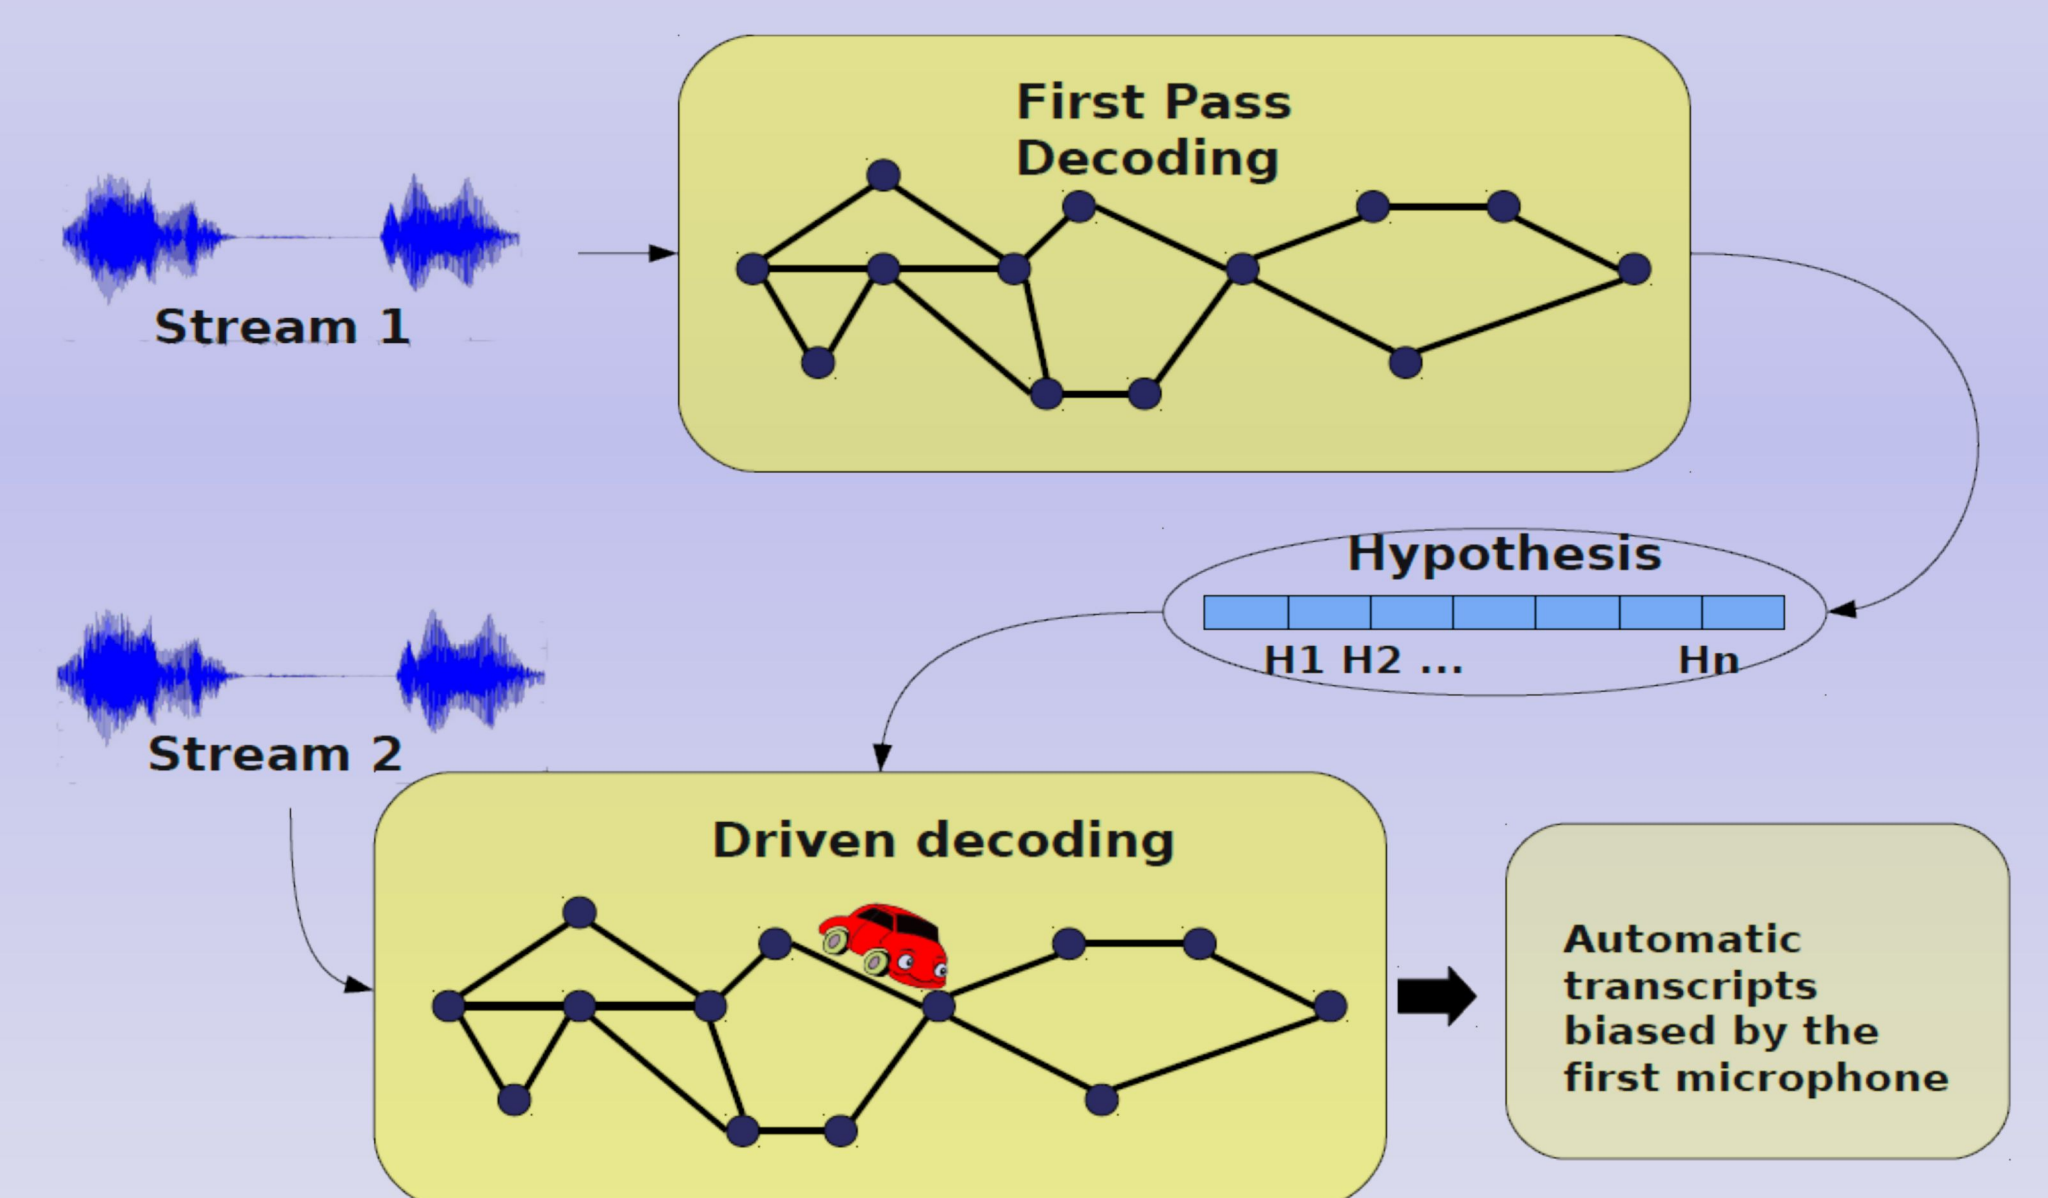 First Pass
Decoding
Stream 1
Hypothesis
H1 H2 ... Hn
Stream 2
Driven decoding
Automatic
transcripts
biased by the
first microphone